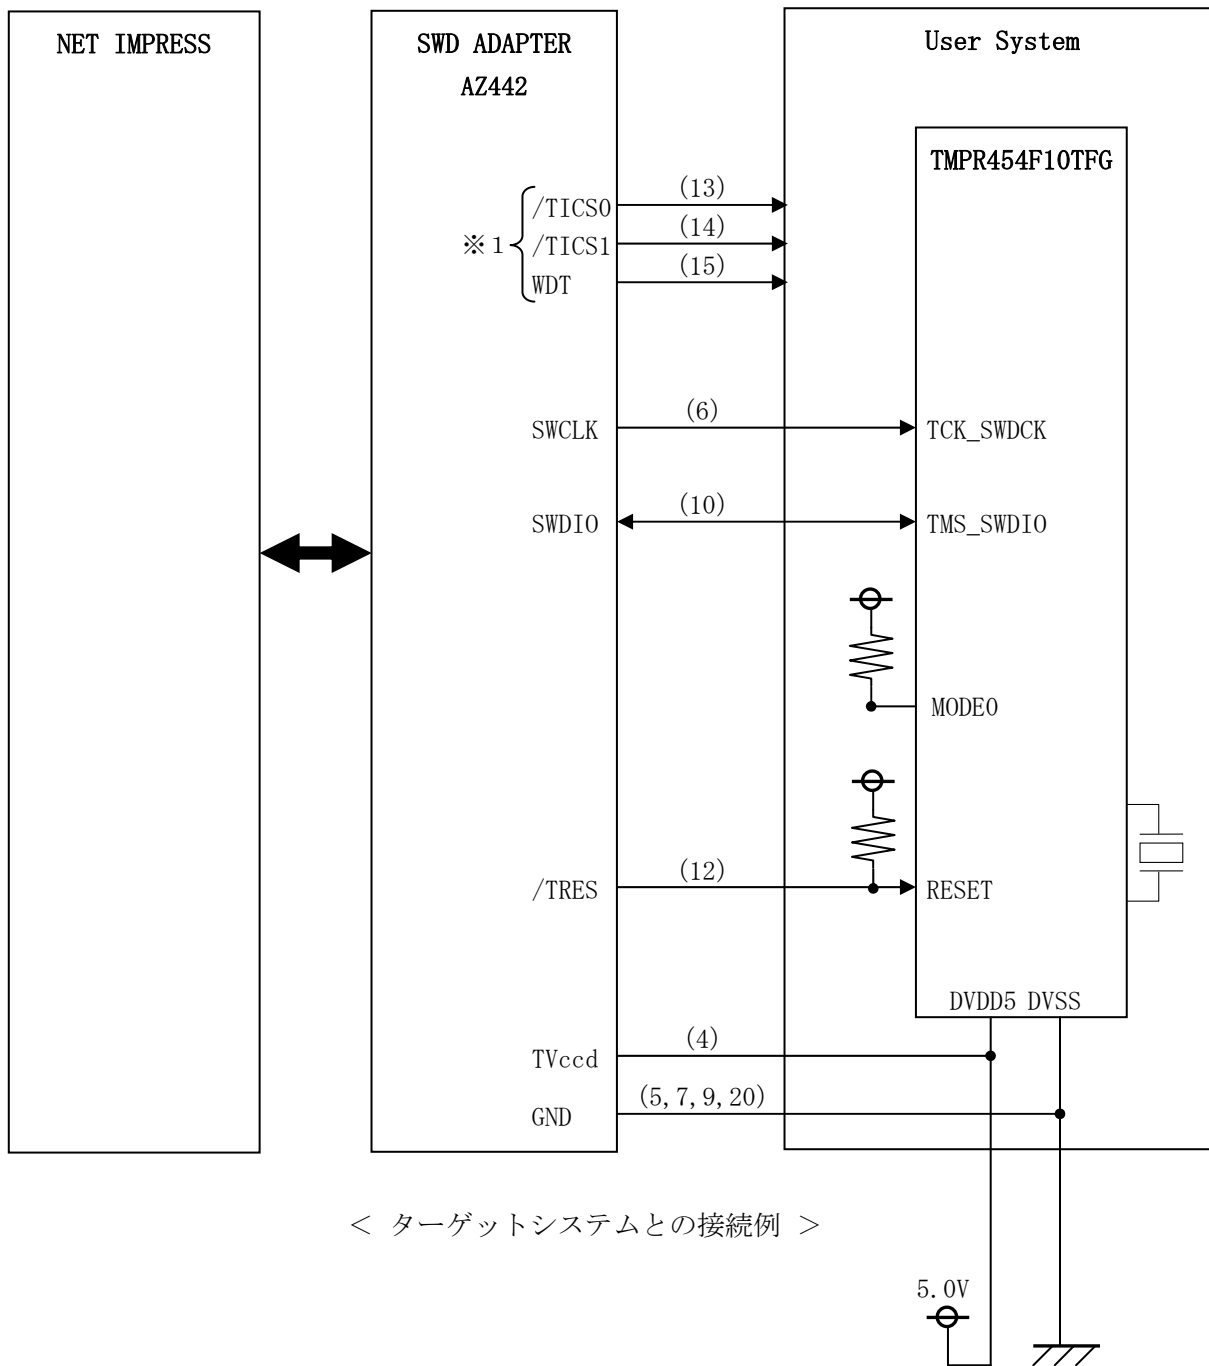 NET IMPRESS
SWD ADAPTER
AZ442
User System
TMPR454F10TFG
※１
/TICS0
(13)
/TICS1
(14)
WDT
(15)
SWCLK
(6)
TCK_SWDCK
SWDIO
(10)
TMS_SWDIO
MODE0
/TRES
(12)
RESET
DVDD5 DVSS
TVccd
(4)
GND
(5,7,9,20)
＜ ターゲットシステムとの接続例 ＞
5.0V